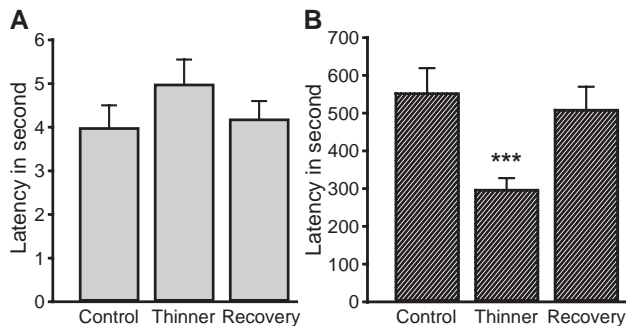 A
Latency in second
6
5
4
3
2
1
0
Control Thinner Recovery
B
Latency in second
700
600
500
400
300
200
100
0
***
Control Thinner Recovery